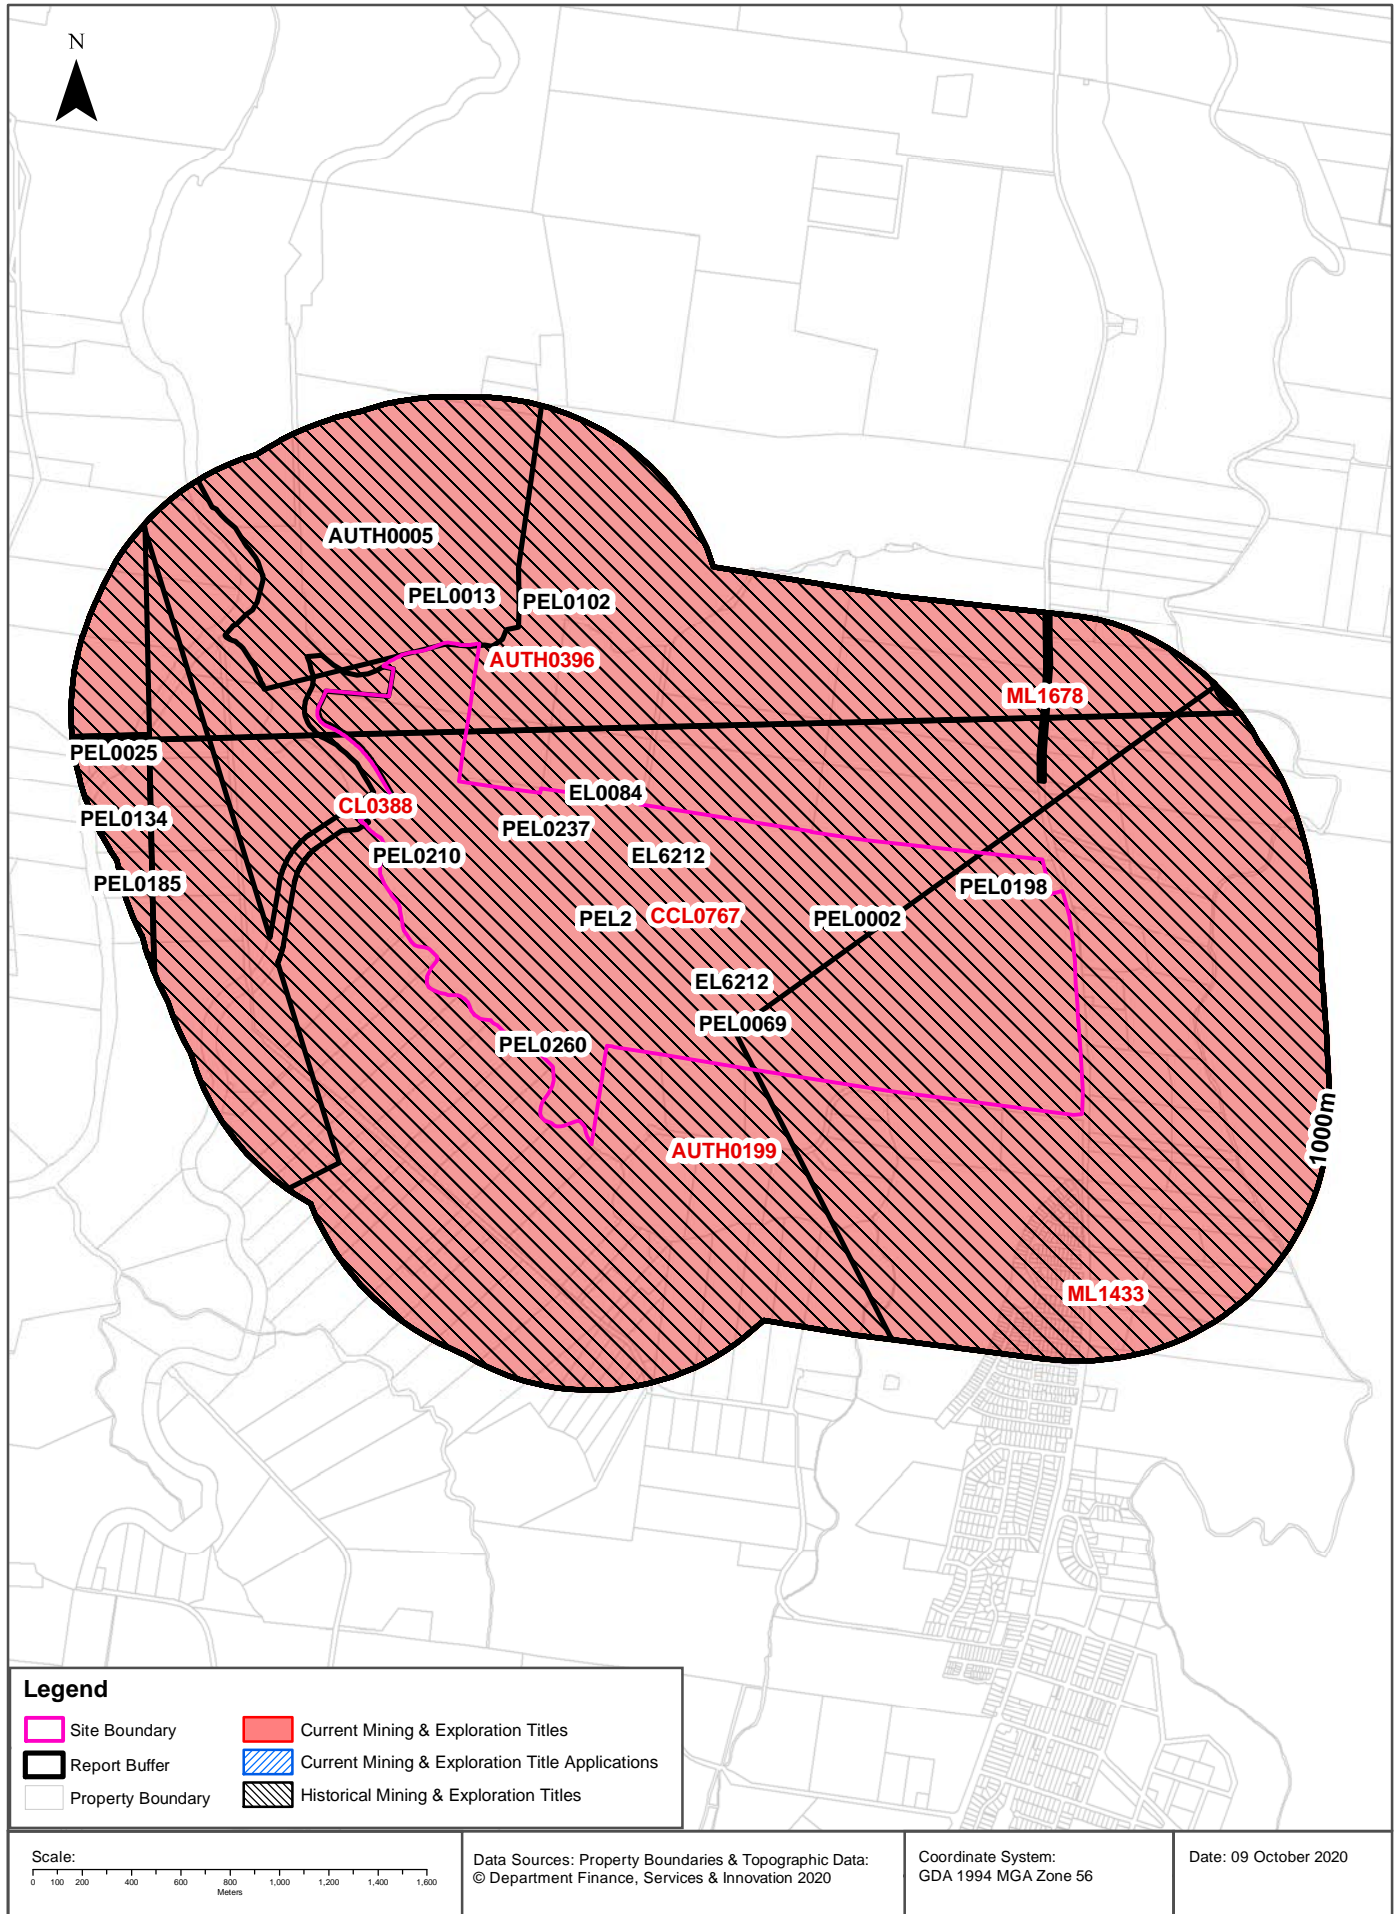 N
AUTH0005
PEL0013
PEL0102
AUTH0396
ML1678
PEL0025
EL0084
CL0388
PEL0134
PEL0237
PEL0210
EL6212
PEL0185
PEL0198
PEL2
CCL0767
PEL0002
EL6212
PEL0069
PEL0260
1000m
AUTH0199
ML1433
Legend
Site Boundary
Report Buffer
Property Boundary
Current Mining & Exploration Titles
Current Mining & Exploration Title Applications
Historical Mining & Exploration Titles
Scale:
0 100 200 400 600 800 1,000 1,200 1,400 1,600
Meters
Data Sources: Property Boundaries & Topographic Data:
© Department Finance, Services & Innovation 2020
Coordinate System:
GDA 1994 MGA Zone 56
Date: 09 October 2020